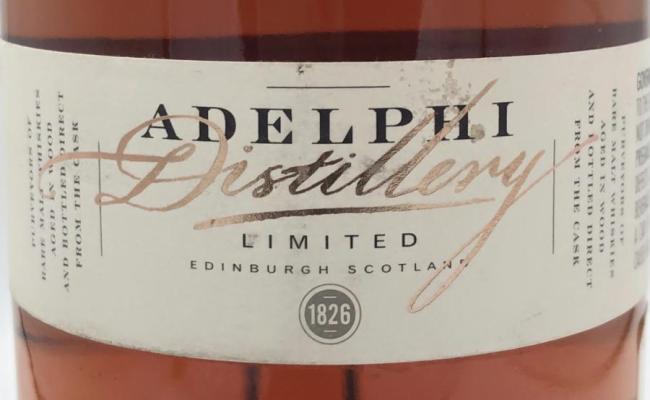 ADELPHI
Distillery
LIMITED
EDINBURGH SCOTLAND
1826
PURVEYORS OF
RARE MALT WHISKIES
AGED IN WOOD
AND BOTTLED DIRECT
FROM THE CASK
PURVEYORS OF
RARE MALT WHISKIES
AGED IN WOOD
AND BOTTLED DIRECT
FROM THE CASK